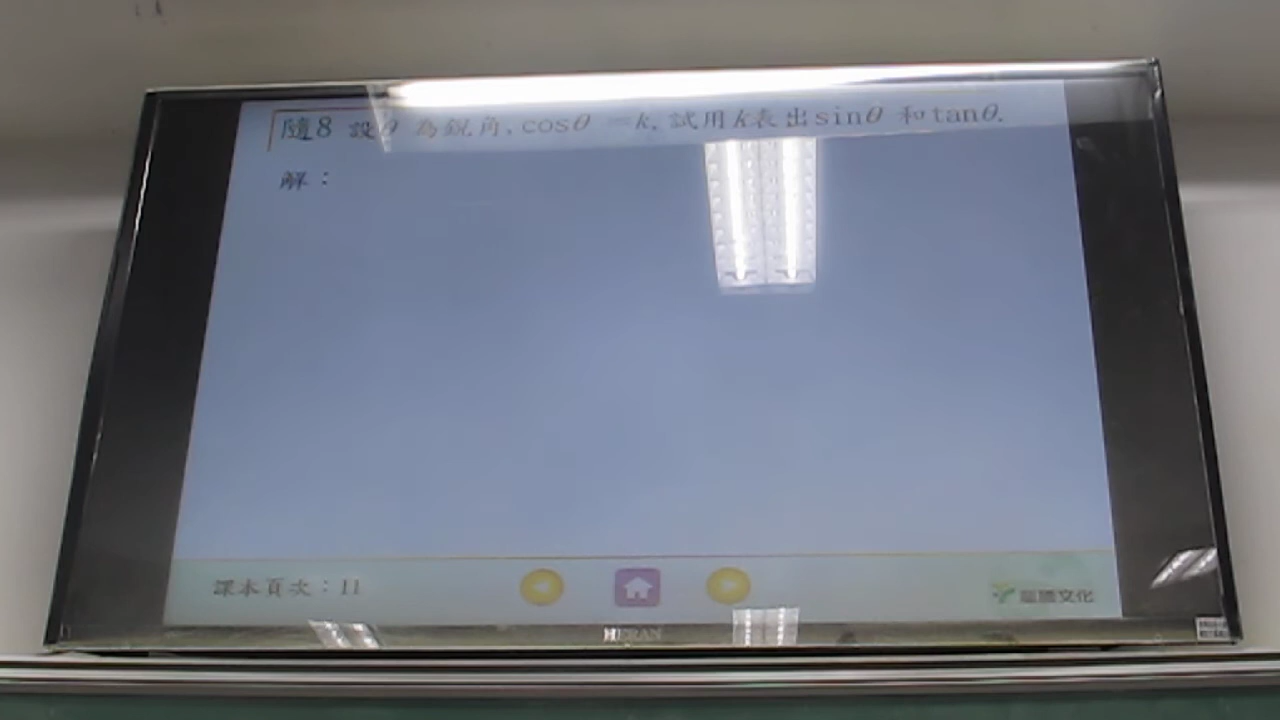 隨8 設θ 為銳角, cosθ =k, 試用k表出sinθ 和tanθ.
解：
課本頁次：11
龍騰文化
HERAN